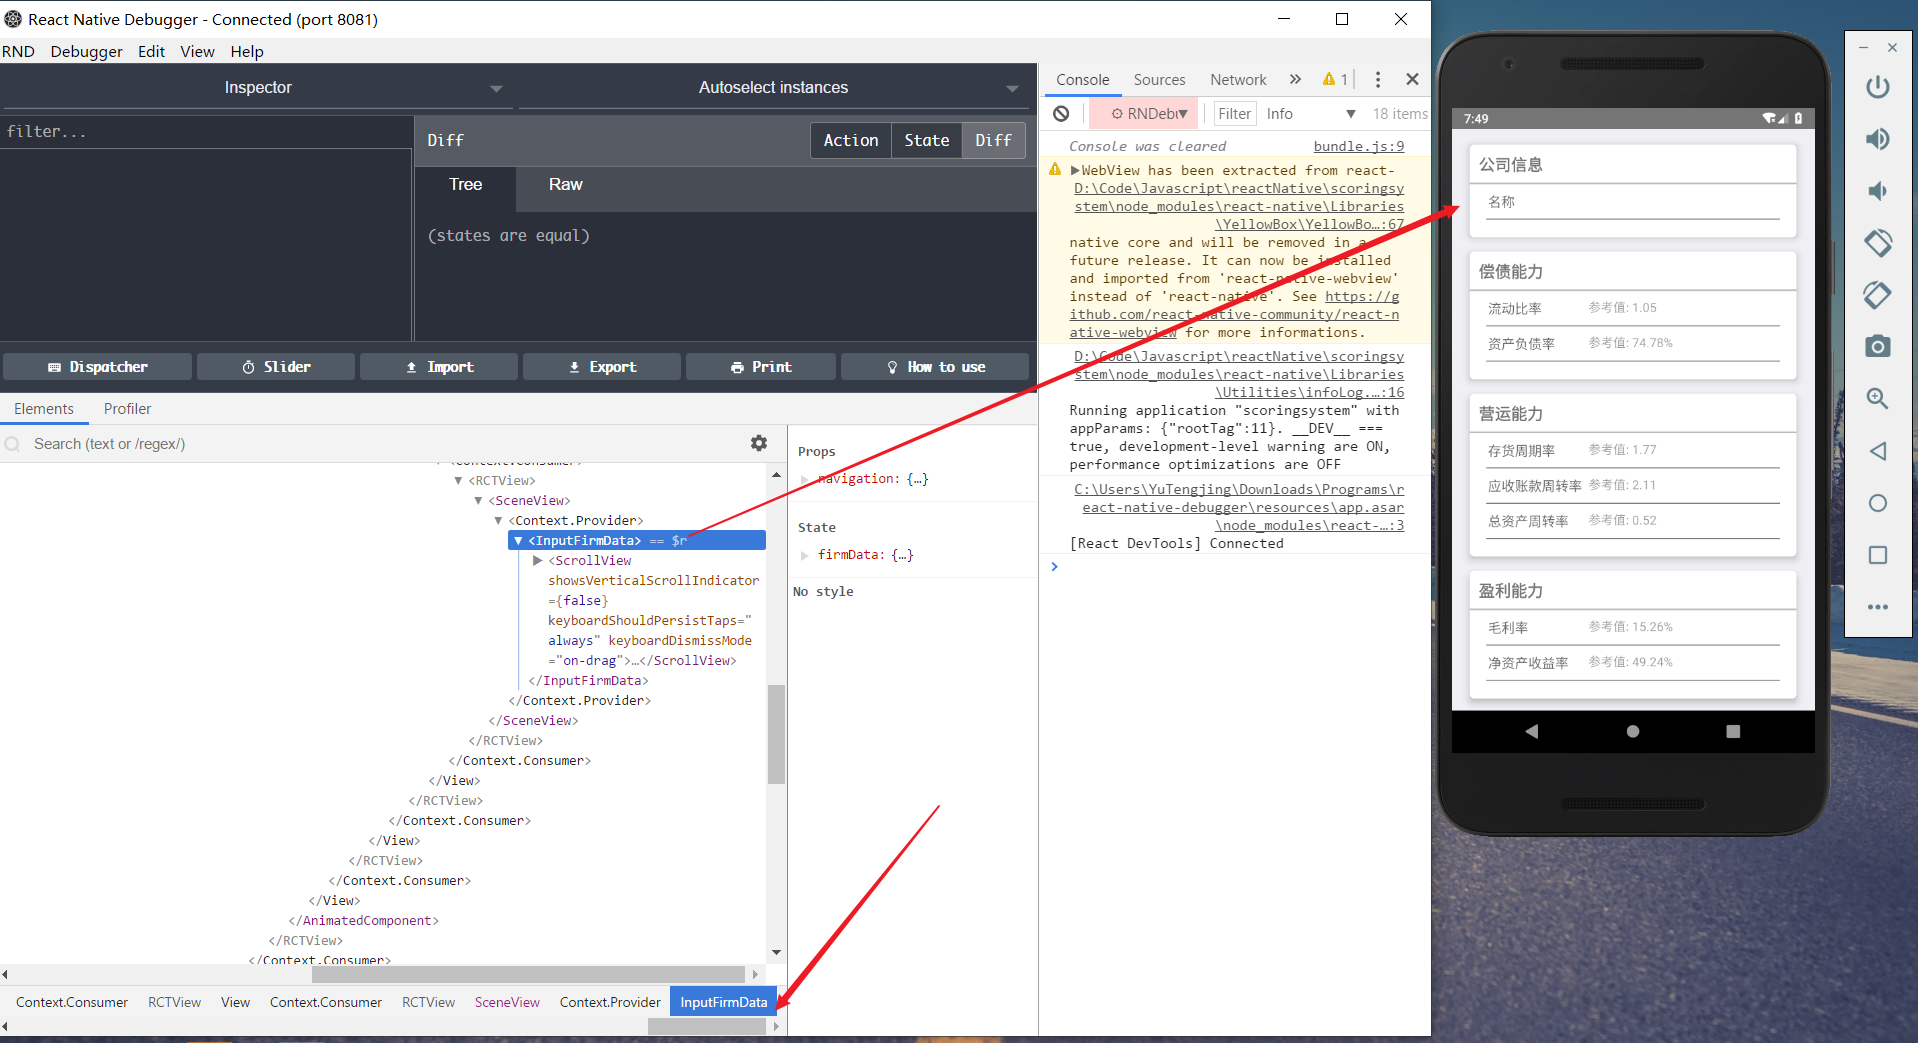 React Native Debugger - Connected (port 8081)
RND Debugger Edit View Help
Inspector
Autoselect instances
filter...
Diff
Action State Diff
Tree Raw
(states are equal)
Dispatcher Slider Import Export Print How to use
Elements Profiler
Search (text or /regex/)
<Context.Consumer>
<RCTView>
<SceneView>
<Context.Provider>
<InputFirmData> == $r
<ScrollView
showsVerticalScrollIndicator
={false}
keyboardShouldPersistTaps="
always" keyboardDismissMode
="on-drag">…</ScrollView>
</InputFirmData>
</Context.Provider>
</SceneView>
</RCTView>
</Context.Consumer>
</View>
</RCTView>
</Context.Consumer>
</View>
</RCTView>
</Context.Consumer>
</View>
</AnimatedComponent>
</RCTView>
</Context.Consumer>
Context.Consumer RCTView View Context.Consumer RCTView SceneView Context.Provider InputFirmData
Props
navigation: {…}
State
firmData: {…}
No style
Console Sources Network » 1
RNDebu Filter Info 18 items
Console was cleared bundle.js:9
WebView has been extracted from react-
D:\Code\Javascript\reactNative\scoringsy
stem\node_modules\react-native\Libraries
\YellowBox\YellowBo…:67
native core and will be removed in a
future release. It can now be installed
and imported from 'react-native-webview'
instead of 'react-native'. See https://g
ithub.com/react-native-community/react-n
ative-webview for more informations.
D:\Code\Javascript\reactNative\scoringsy
stem\node_modules\react-native\Libraries
\Utilities\infoLog.…:16
Running application "scoringsystem" with
appParams: {"rootTag":11}. __DEV__ ===
true, development-level warning are ON,
performance optimizations are OFF
C:\Users\YuTengjing\Downloads\Programs\r
eact-native-debugger\resources\app.asar
\node_modules\react-…:3
[React DevTools] Connected
7:49
公司信息
名称
偿债能力
流动比率 参考值: 1.05
资产负债率 参考值: 74.78%
营运能力
存货周期率 参考值: 1.77
应收账款周转率 参考值: 2.11
总资产周转率 参考值: 0.52
盈利能力
毛利率 参考值: 15.26%
净资产收益率 参考值: 49.24%